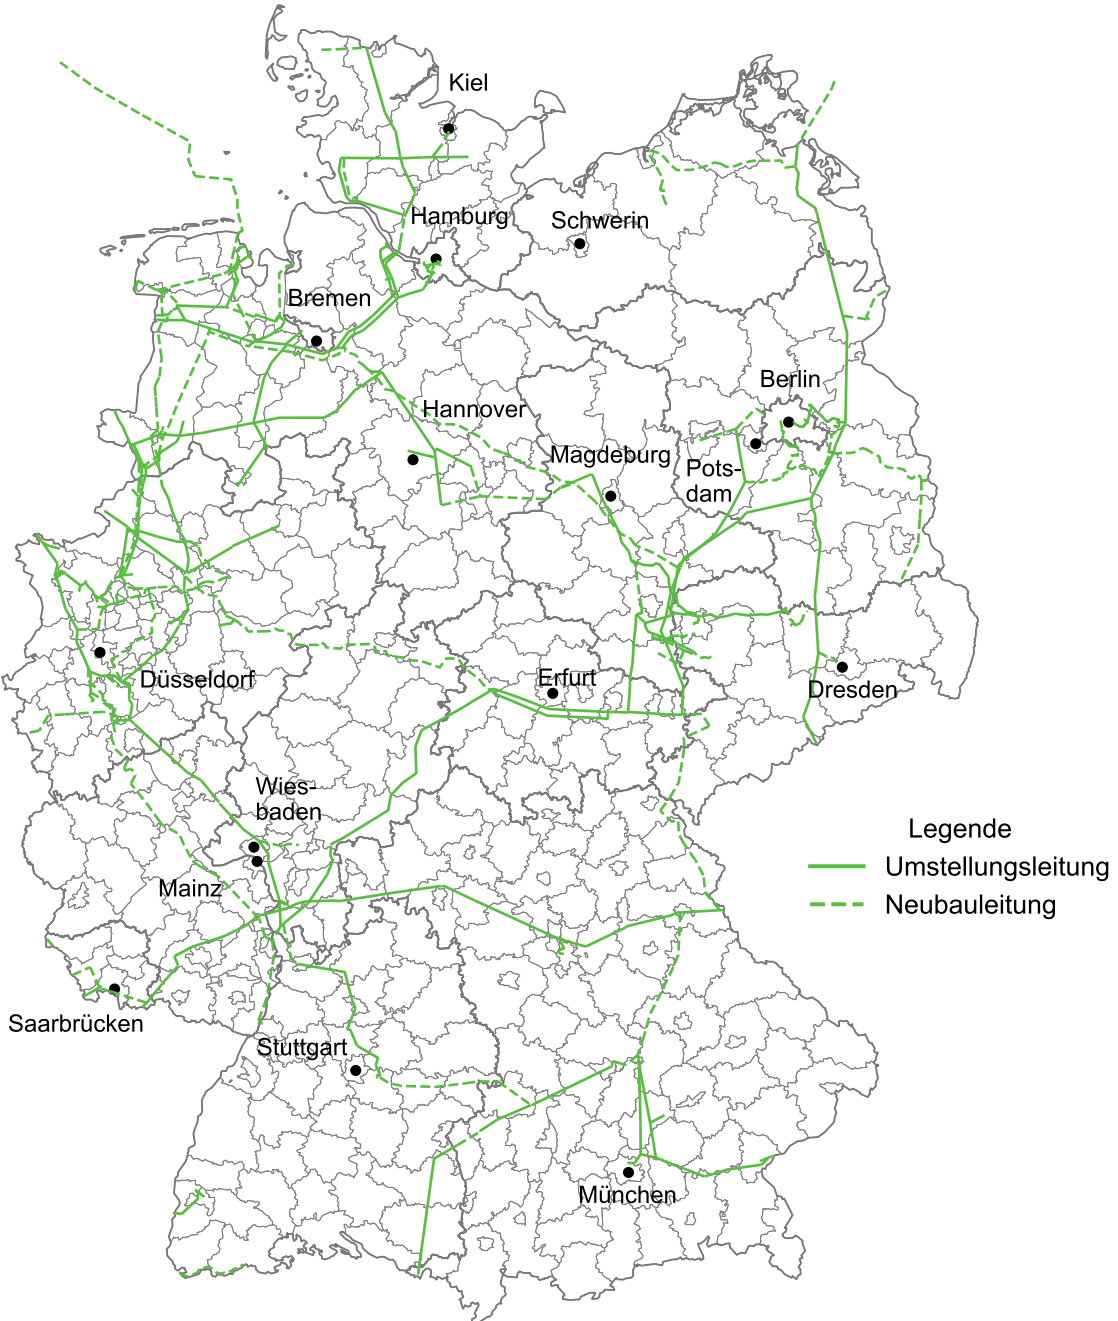 Kiel
Hamburg
Schwerin
Bremen
Berlin
Hannover
Magdeburg
Pots-
dam
Düsseldorf
Erfurt
Dresden
Wies-
baden
Legende
Umstellungsleitung
Mainz
Neubauleitung
Saarbrücken
Stuttgart
München